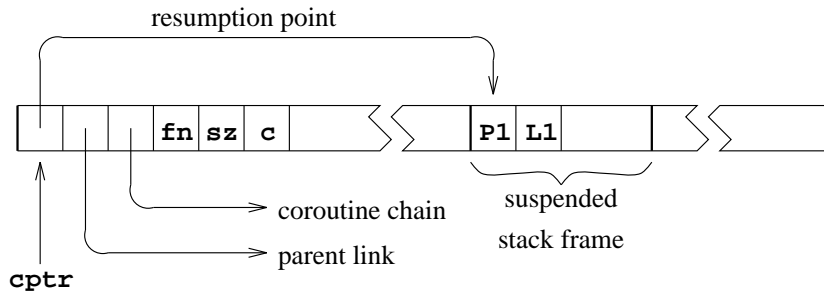 resumption point
fn sz c P1 L1
coroutine chain
suspended
stack frame
parent link
cptr